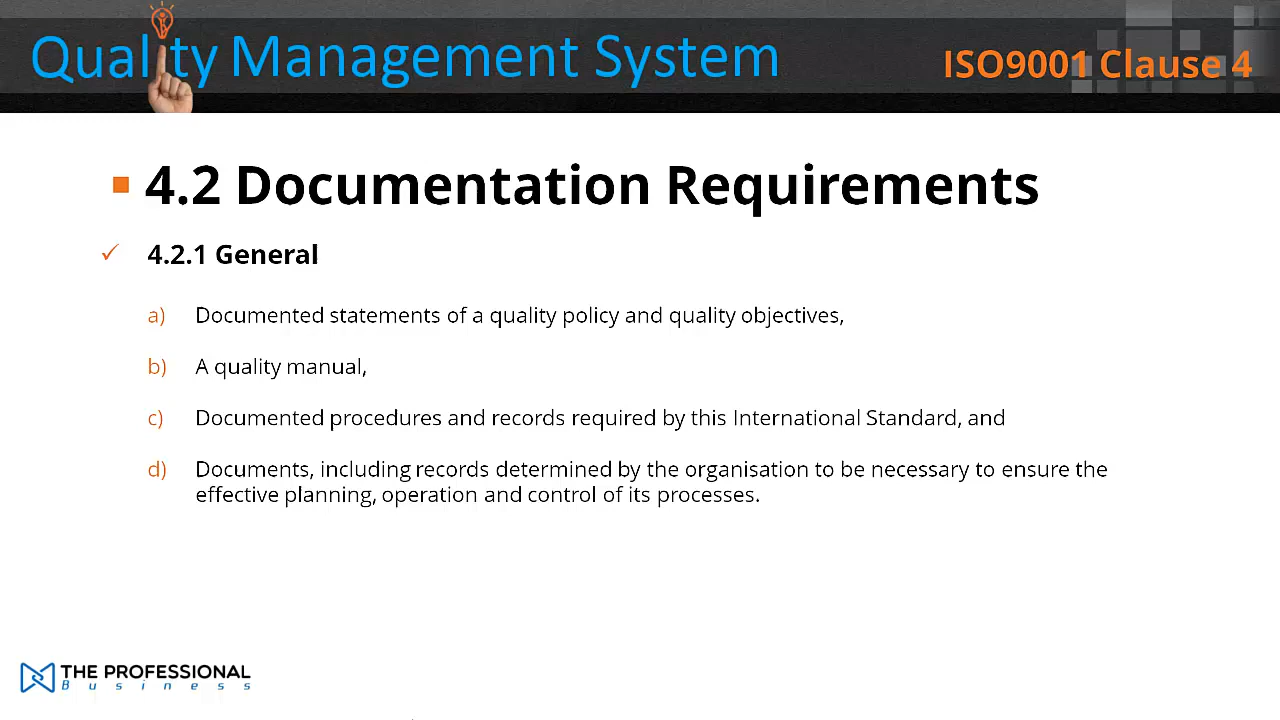 Quality Management System
ISO9001 Clause 4
4.2 Documentation Requirements
4.2.1 General
a) Documented statements of a quality policy and quality objectives,
b) A quality manual,
c) Documented procedures and records required by this International Standard, and
d) Documents, including records determined by the organisation to be necessary to ensure the
effective planning, operation and control of its processes.
THE PROFESSIONAL
Business